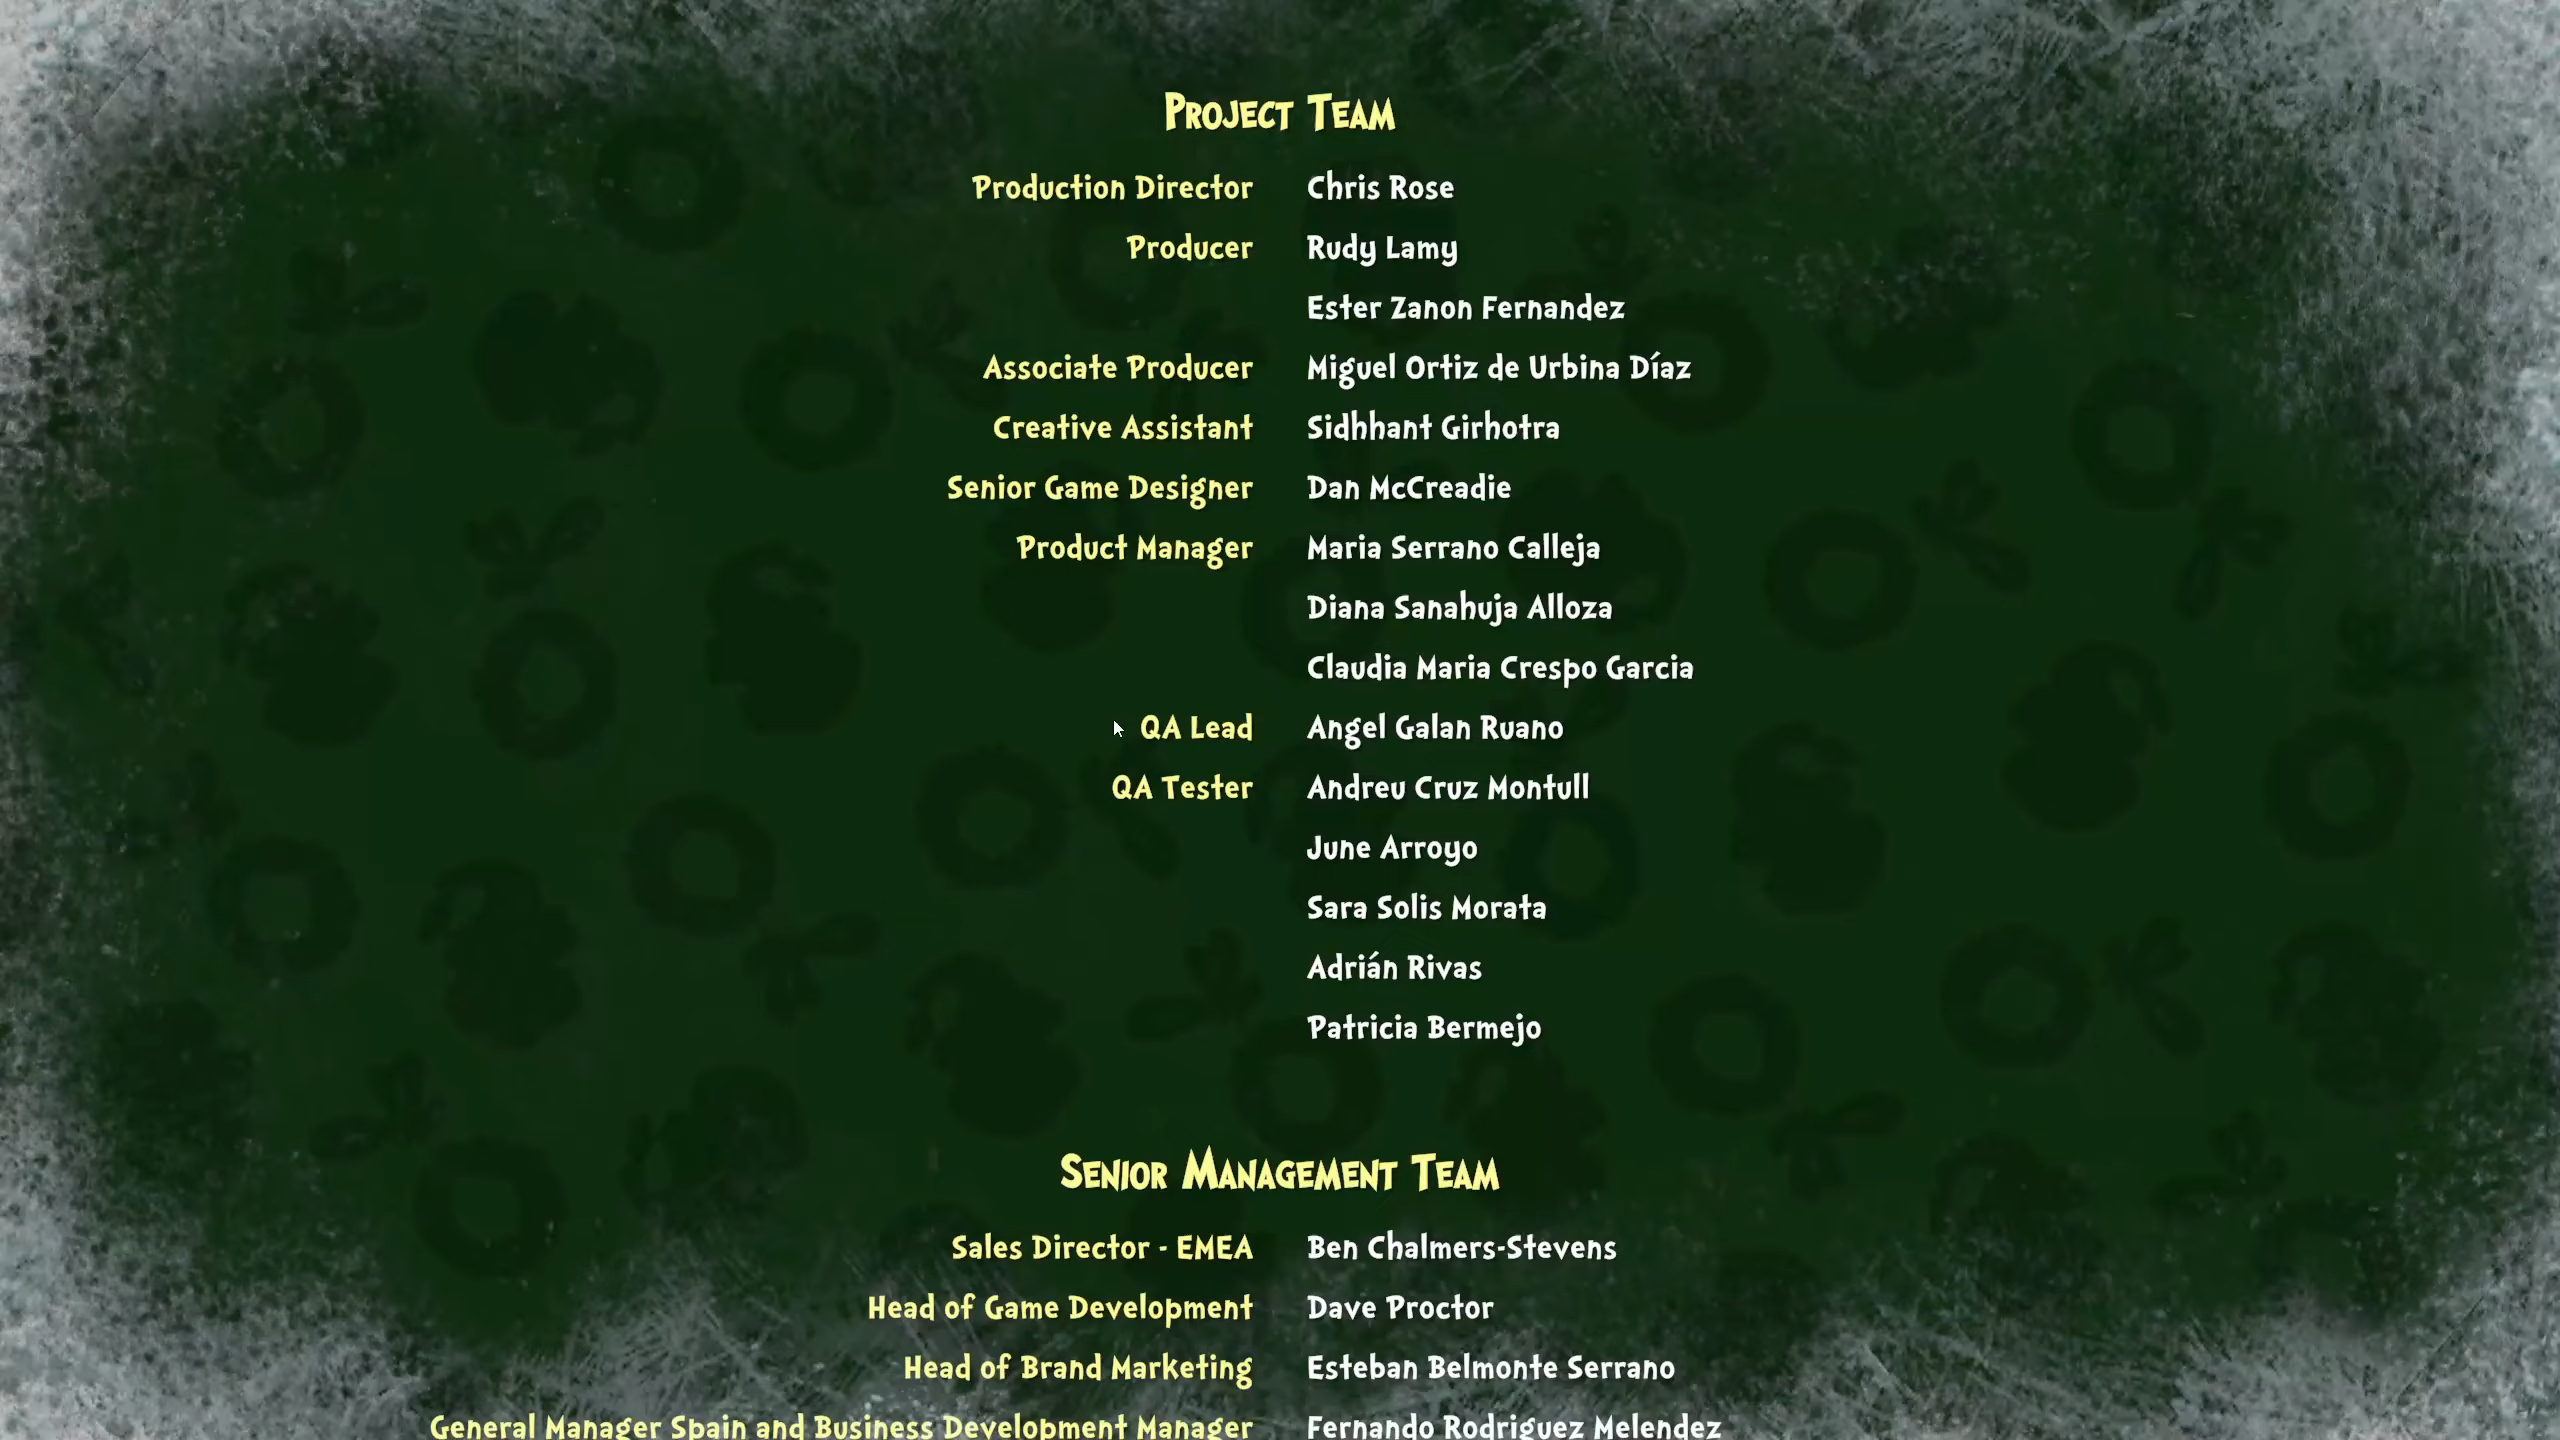 Project Team
Production Director Chris Rose
Producer Rudy Lamy
Ester Zanon Fernandez
Associate Producer Miguel Ortiz de Urbina Díaz
Creative Assistant Sidhhant Girhotra
Senior Game Designer Dan McCreadie
Product Manager Maria Serrano Calleja
Diana Sanahuja Alloza
Claudia Maria Crespo Garcia
QA Lead Angel Galan Ruano
QA Tester Andreu Cruz Montull
June Arroyo
Sara Solis Morata
Adrián Rivas
Patricia Bermejo
Senior Management Team
Sales Director - EMEA Ben Chalmers-Stevens
Head of Game Development Dave Proctor
Head of Brand Marketing Esteban Belmonte Serrano
General Manager Spain and Business Development Manager Fernando Rodriguez Melendez